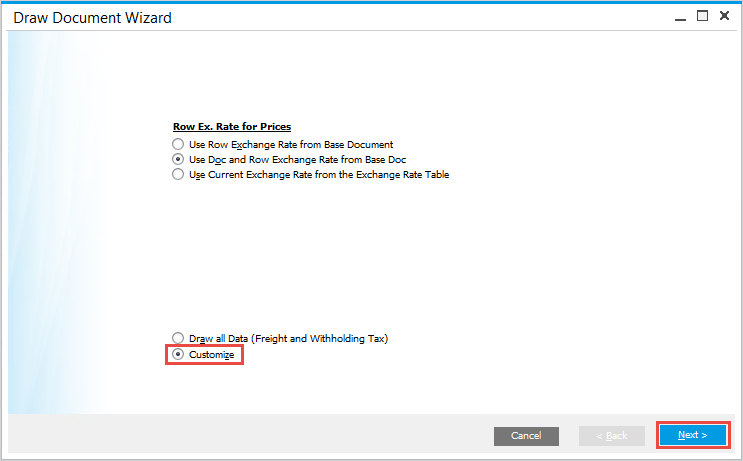 Draw Document Wizard
Row Ex. Rate for Prices
Use Row Exchange Rate from Base Document
Use Doc and Row Exchange Rate from Base Doc
Use Current Exchange Rate from the Exchange Rate Table
Draw all Data (Freight and Withholding Tax)
Customize
Cancel
< Back
Next >